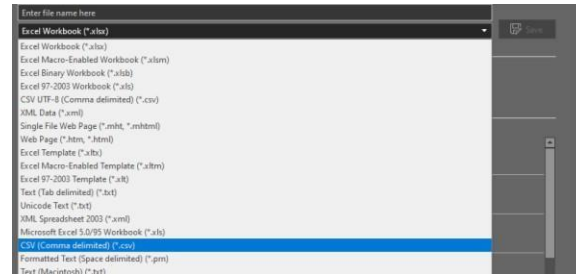 Enter file name here
Excel Workbook (*.xlsx)
Save
Excel Workbook (*.xlsx)
Excel Macro-Enabled Workbook (*.xlsm)
Excel Binary Workbook (*.xlsb)
Excel 97-2003 Workbook (*.xls)
CSV UTF-8 (Comma delimited) (*.csv)
XML Data (*.xml)
Single File Web Page (*.mht, *.mhtml)
Web Page (*.htm, *.html)
Excel Template (*.xltx)
Excel Macro-Enabled Template (*.xltm)
Excel 97-2003 Template (*.xlt)
Text (Tab delimited) (*.txt)
Unicode Text (*.txt)
XML Spreadsheet 2003 (*.xml)
Microsoft Excel 5.0/95 Workbook (*.xls)
CSV (Comma delimited) (*.csv)
Formatted Text (Space delimited) (*.prn)
Text (Macintosh) (*.txt)